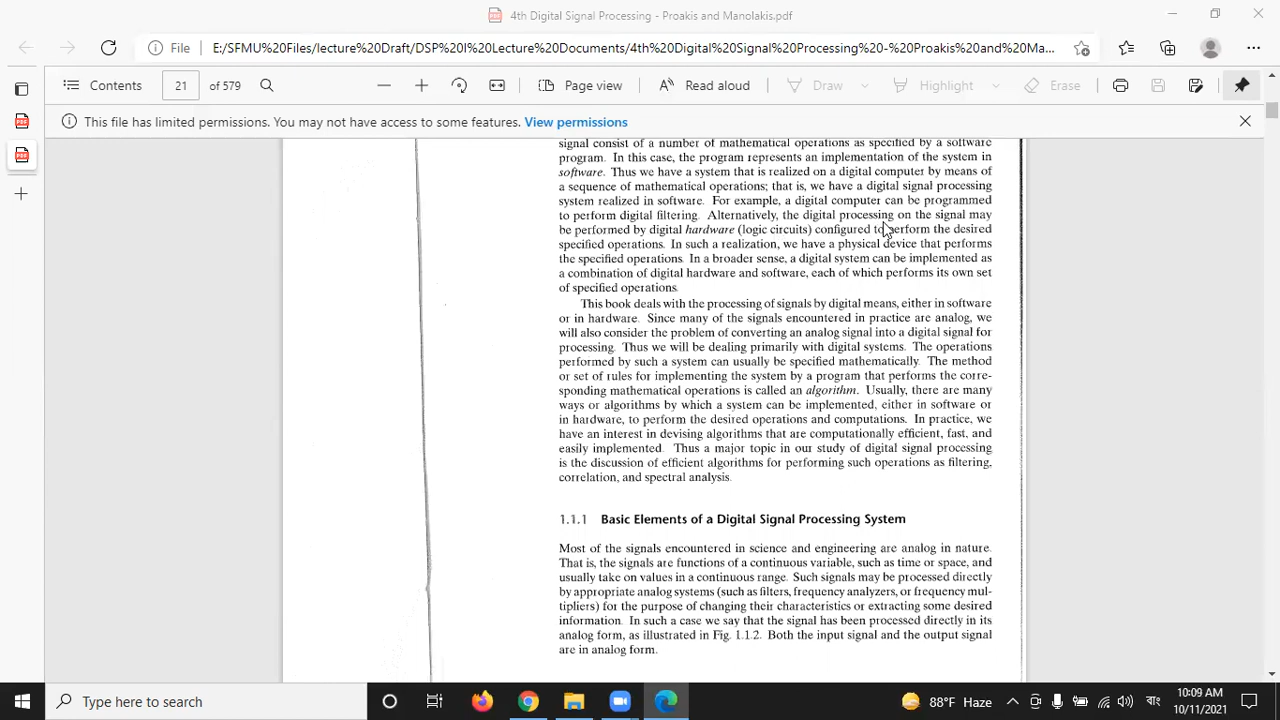 4th Digital Signal Processing - Proakis and Manolakis.pdf
File
E:/SFMU%20Files/lecture%20Draft/DSP%20I%20Lecture%20Documents/4th%20Digital%20Signal%20Processing%20-%20Proakis%20and%20Ma...
Contents
21
of 579
Page view
Read aloud
Draw
Highlight
Erase
This file has limited permissions. You may not have access to some features. View permissions
signal consist of a number of mathematical operations as specified by a software
program. In this case, the program represents an implementation of the system in
software. Thus we have a system that is realized on a digital computer by means of
a sequence of mathematical operations; that is, we have a digital signal processing
system realized in software. For example, a digital computer can be programmed
to perform digital filtering. Alternatively, the digital processing on the signal may
be performed by digital hardware (logic circuits) configured to perform the desired
specified operations. In such a realization, we have a physical device that performs
the specified operations. In a broader sense, a digital system can be implemented as
a combination of digital hardware and software, each of which performs its own set
of specified operations.
This book deals with the processing of signals by digital means, either in software
or in hardware. Since many of the signals encountered in practice are analog, we
will also consider the problem of converting an analog signal into a digital signal for
processing. Thus we will be dealing primarily with digital systems. The operations
performed by such a system can usually be specified mathematically. The method
or set of rules for implementing the system by a program that performs the corre-
sponding mathematical operations is called an algorithm. Usually, there are many
ways or algorithms by which a system can be implemented, either in software or
in hardware, to perform the desired operations and computations. In practice, we
have an interest in devising algorithms that are computationally efficient, fast, and
easily implemented. Thus a major topic in our study of digital signal processing
is the discussion of efficient algorithms for performing such operations as filtering,
correlation, and spectral analysis.
1.1.1 Basic Elements of a Digital Signal Processing System
Most of the signals encountered in science and engineering are analog in nature.
That is, the signals are functions of a continuous variable, such as time or space, and
usually take on values in a continuous range. Such signals may be processed directly
by appropriate analog systems (such as filters, frequency analyzers, or frequency mul-
tipliers) for the purpose of changing their characteristics or extracting some desired
information. In such a case we say that the signal has been processed directly in its
analog form, as illustrated in Fig. 1.1.2. Both the input signal and the output signal
are in analog form.
Type here to search
88°F Haze
বাং
10:09 AM
10/11/2021